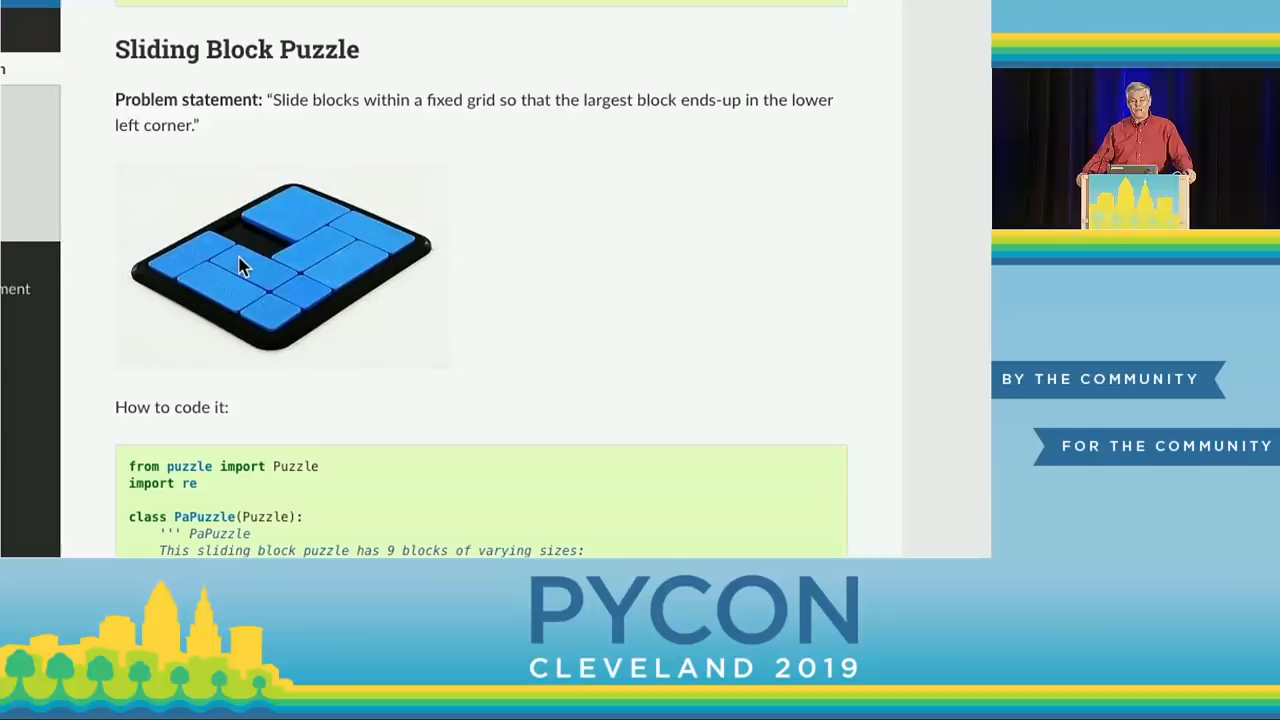 n
ment
Sliding Block Puzzle
Problem statement: “Slide blocks within a fixed grid so that the largest block ends-up in the lower
left corner.”
How to code it:
from puzzle import Puzzle
import re
class PaPuzzle(Puzzle):
''' PaPuzzle
This sliding block puzzle has 9 blocks of varying sizes:
BY THE COMMUNITY
FOR THE COMMUNITY
PYCON
CLEVELAND 2019